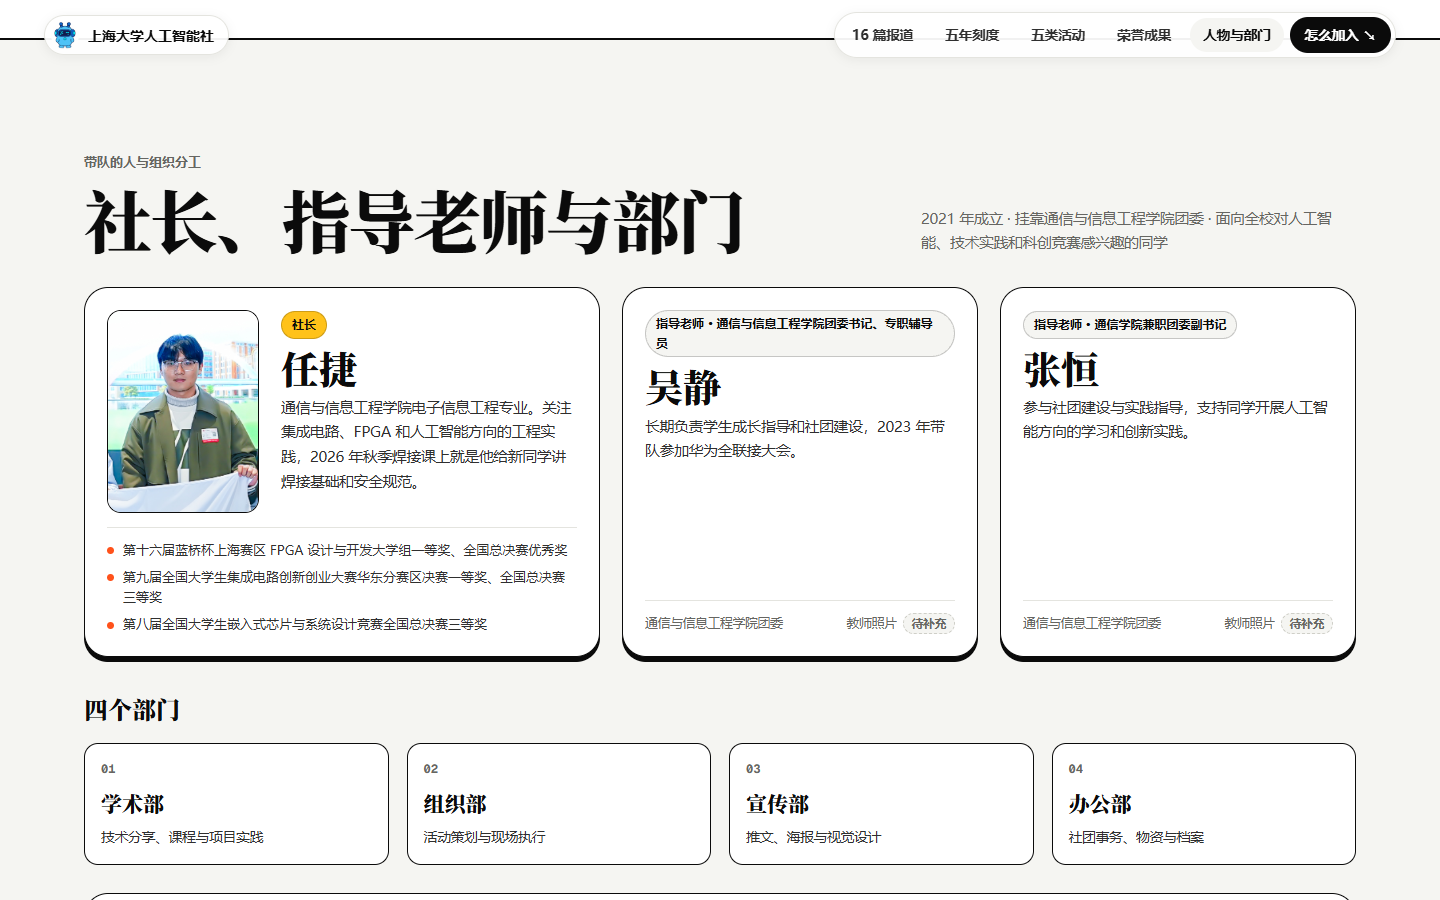 上海大学人工智能社
16 篇报道
五年刻度
五类活动
荣誉成果
人物与部门
怎么加入 ↘
带队的人与组织分工
社长、指导老师与部门
2021 年成立 · 挂靠通信与信息工程学院团委 · 面向全校对人工智
能、技术实践和科创竞赛感兴趣的同学
社长
任捷
通信与信息工程学院电子信息工程专业。关注
集成电路、FPGA 和人工智能方向的工程实
践，2026 年秋季焊接课上就是他给新同学讲
焊接基础和安全规范。
第十六届蓝桥杯上海赛区 FPGA 设计与开发大学组一等奖、全国总决赛优秀奖
第九届全国大学生集成电路创新创业大赛华东分赛区决赛一等奖、全国总决赛
三等奖
第八届全国大学生嵌入式芯片与系统设计竞赛全国总决赛三等奖
指导老师 · 通信与信息工程学院团委书记、专职辅导
员
吴静
长期负责学生成长指导和社团建设，2023 年带
队参加华为全联接大会。
通信与信息工程学院团委
教师照片 待补充
指导老师 · 通信学院兼职团委副书记
张恒
参与社团建设与实践指导，支持同学开展人工智
能方向的学习和创新实践。
通信与信息工程学院团委
教师照片 待补充
四个部门
01
学术部
技术分享、课程与项目实践
02
组织部
活动策划与现场执行
03
宣传部
推文、海报与视觉设计
04
办公部
社团事务、物资与档案